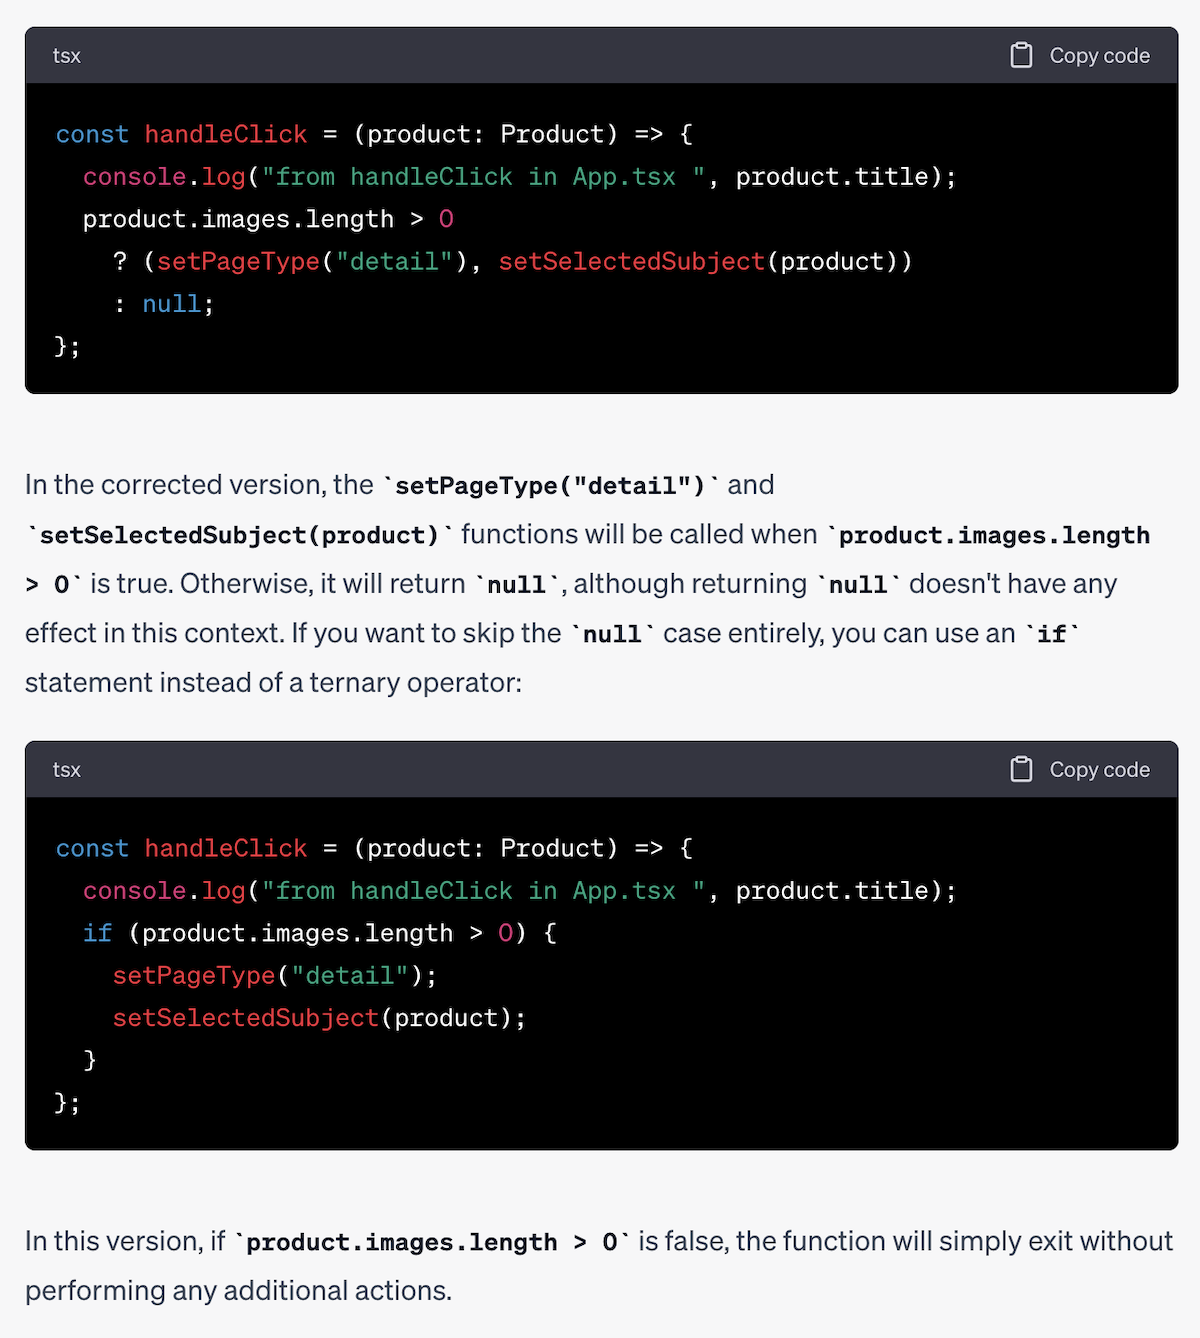 tsx Copy code
const handleClick = (product: Product) => {
  console.log("from handleClick in App.tsx ", product.title);
  product.images.length > 0
    ? (setPageType("detail"), setSelectedSubject(product))
    : null;
};
In the corrected version, the `setPageType("detail")` and
`setSelectedSubject(product)` functions will be called when `product.images.length
> 0` is true. Otherwise, it will return `null`, although returning `null` doesn't have any
effect in this context. If you want to skip the `null` case entirely, you can use an `if`
statement instead of a ternary operator:
tsx Copy code
const handleClick = (product: Product) => {
  console.log("from handleClick in App.tsx ", product.title);
  if (product.images.length > 0) {
    setPageType("detail");
    setSelectedSubject(product);
  }
};
In this version, if `product.images.length > 0` is false, the function will simply exit without
performing any additional actions.